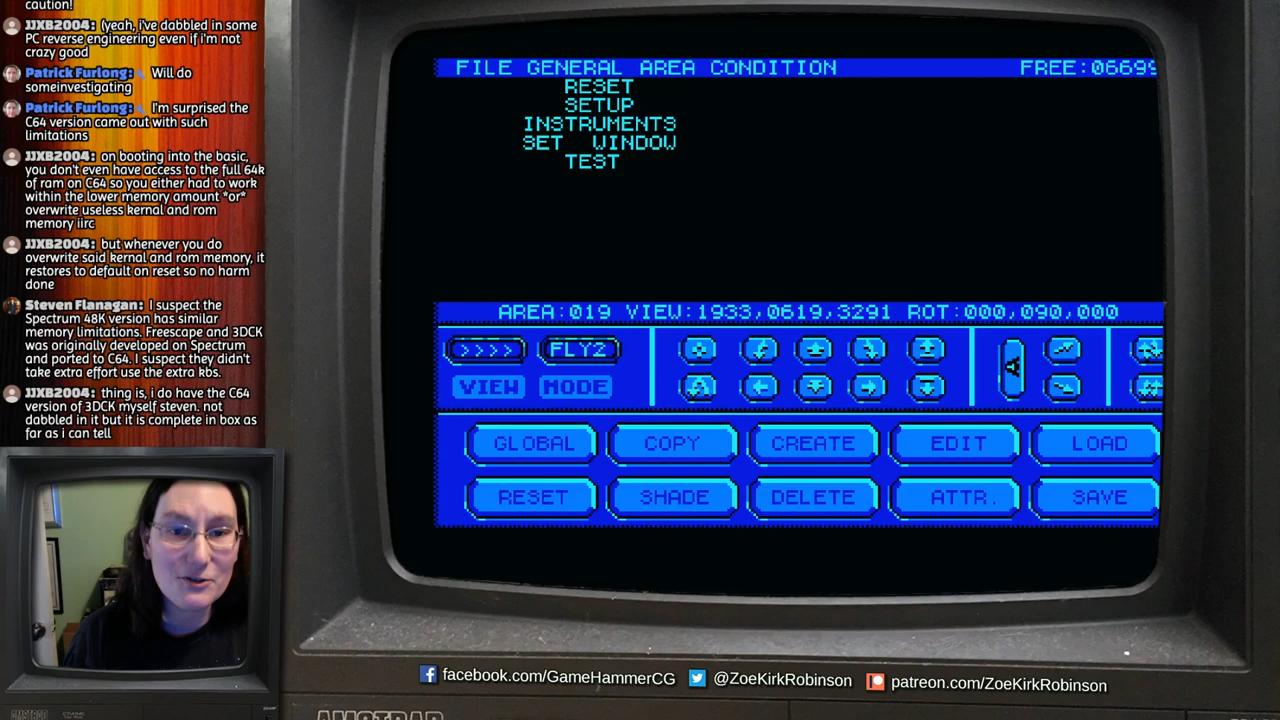 caution!
JJXB2004: (yeah, i've dabbled in some
PC reverse engineering even if i'm not
crazy good
Patrick Furlong: Will do
someinvestigating
Patrick Furlong: I'm surprised the
C64 version came out with such
limitations
JJXB2004: on booting into the basic,
you don't even have access to the full 64k
of ram on C64 so you either had to work
within the lower memory amount *or*
overwrite useless kernal and rom
memory iirc
JJXB2004: but whenever you do
overwrite said kernal and rom memory, it
restores to default on reset so no harm
done
Steven Flanagan: I suspect the
Spectrum 48K version has similar
memory limitations. Freescape and 3DCK
was originally developed on Spectrum
and ported to C64. I suspect they didn't
take extra effort use the extra kbs.
JJXB2004: thing is, i do have the C64
version of 3DCK myself steven. not
dabbled in it but it is complete in box as
far as i can tell
FILE GENERAL AREA CONDITION FREE:06699
RESET
SETUP
INSTRUMENTS
SET WINDOW
TEST
AREA:019 VIEW:1933,0619,3291 ROT:000,090,000
>>>> FLY2
VIEW MODE
A
GLOBAL COPY CREATE EDIT LOAD
RESET SHADE DELETE ATTR. SAVE
facebook.com/GameHammerCG @ZoeKirkRobinson patreon.com/ZoeKirkRobinson
AMSTRAD